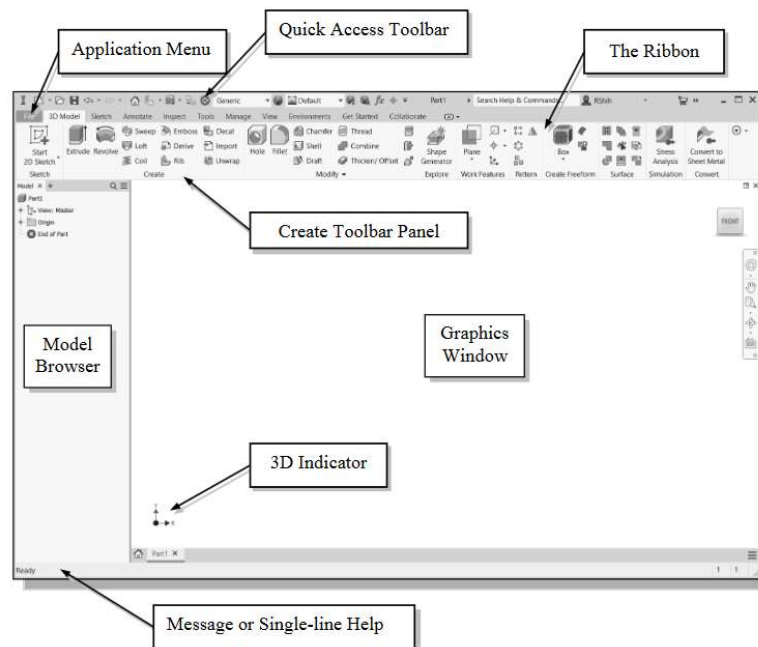 Quick Access Toolbar
Application Menu
The Ribbon
Generic
Default
Part1
Search Help & Commands
RShih
File 3D Model Sketch Annotate Inspect Tools Manage View Environments Get Started Collaborate
Start
2D Sketch
Extrude Revolve
Sweep Emboss Decal
Loft Derive Import
Coil Rib Unwrap
Hole Fillet
Chamfer Thread
Shell Combine
Draft Thicken/ Offset
Shape
Generator
Plane
Box
Stress
Analysis
Convert to
Sheet Metal
Sketch Create Modify Explore Work Features Pattern Create Freeform Surface Simulation Convert
Model
Part1
View: Master
Origin
End of Part
Create Toolbar Panel
FRONT
Model
Browser
Graphics
Window
3D Indicator
Y
X
Part1
Ready
1 1
Message or Single-line Help